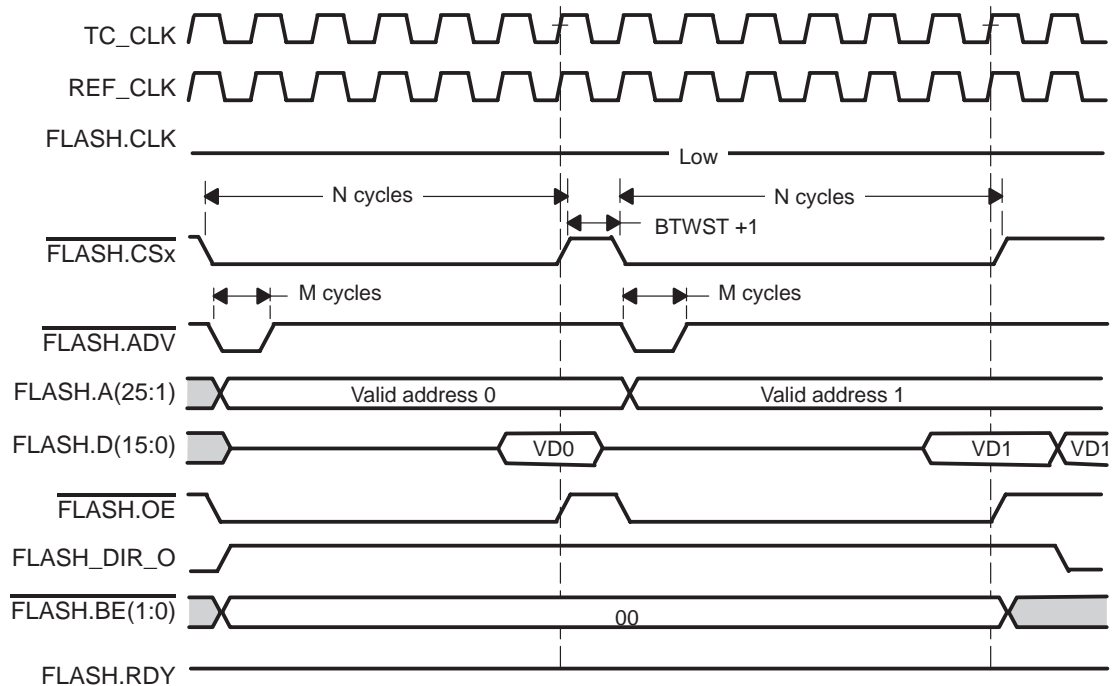 TC_CLK
REF_CLK
FLASH.CLK
Low
N cycles
N cycles
BTWST +1
FLASH.CSx
M cycles
M cycles
FLASH.ADV
FLASH.A(25:1)
Valid address 0
Valid address 1
FLASH.D(15:0)
VD0
VD1
VD1
FLASH.OE
FLASH_DIR_O
FLASH.BE(1:0)
00
FLASH.RDY